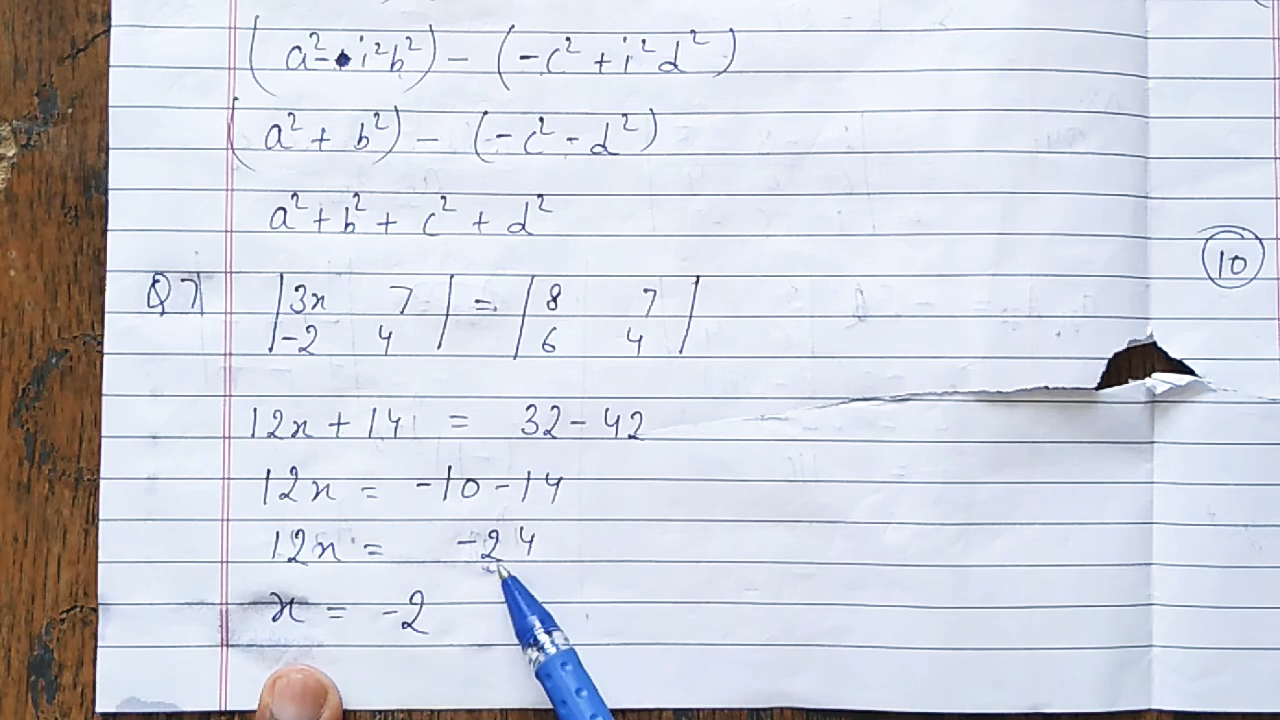 (a² - i²b²) - (-c² + i²d²)
(a² + b²) - (-c² - d²)
a² + b² + c² + d²
10
Q7 |3x 7| = |8 7|
|-2 4| |6 4|
12x + 14 = 32 - 42
12x = -10 - 14
12x = -24
x = -2